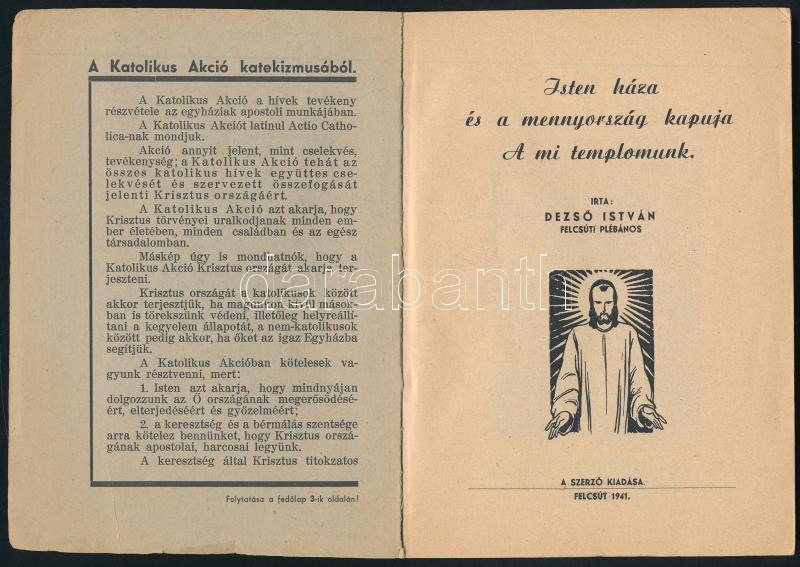 A Katolikus Akció katekizmusából.
A Katolikus Akció a hívek tevékeny
részvétele az egyháziak apostoli munkájában.
A Katolikus Akciót latinul Actio Catho-
lica-nak mondjuk.
Akció annyit jelent, mint cselekvés,
tevékenység; a Katolikus Akció tehát az
összes katolikus hívek együttes cse-
lekvését és szervezett összefogását
jelenti Krisztus országáért.
A Katolikus Akció azt akarja, hogy
Krisztus törvényei uralkodjanak minden em-
ber életében, minden családban és az egész
társadalomban.
Máskép úgy is mondhatnók, hogy a
Katolikus Akció Krisztus országát akarja ter-
jeszteni.
Krisztus országát a katolikusok között
akkor terjesztjük, ha magunkon kívül mások-
ban is törekszünk védeni, illetőleg helyreállí-
tani a kegyelem állapotát, a nem-katolikusok
között pedig akkor, ha őket az igaz Egyházba
segítjük.
A Katolikus Akcióban kötelesek va-
gyunk résztvenni, mert:
1. Isten azt akarja, hogy mindnyájan
dolgozzunk az Ő országának megerősödésé-
ért, elterjedéséért és győzelméért;
2. a keresztség és a bérmálás szentsége
arra kötelez bennünket, hogy Krisztus orszá-
gának apostolai, harcosai legyünk.
A keresztség által Krisztus titokzatos
Folytatása a fedőlap 3-ik oldalán!
Isten háza
és a mennyország kapuja
A mi templomunk.
IRTA:
DEZSŐ ISTVÁN
FELCSÚTI PLÉBÁNOS
A SZERZŐ KIADÁSA.
FELCSÚT 1941.
darabanth